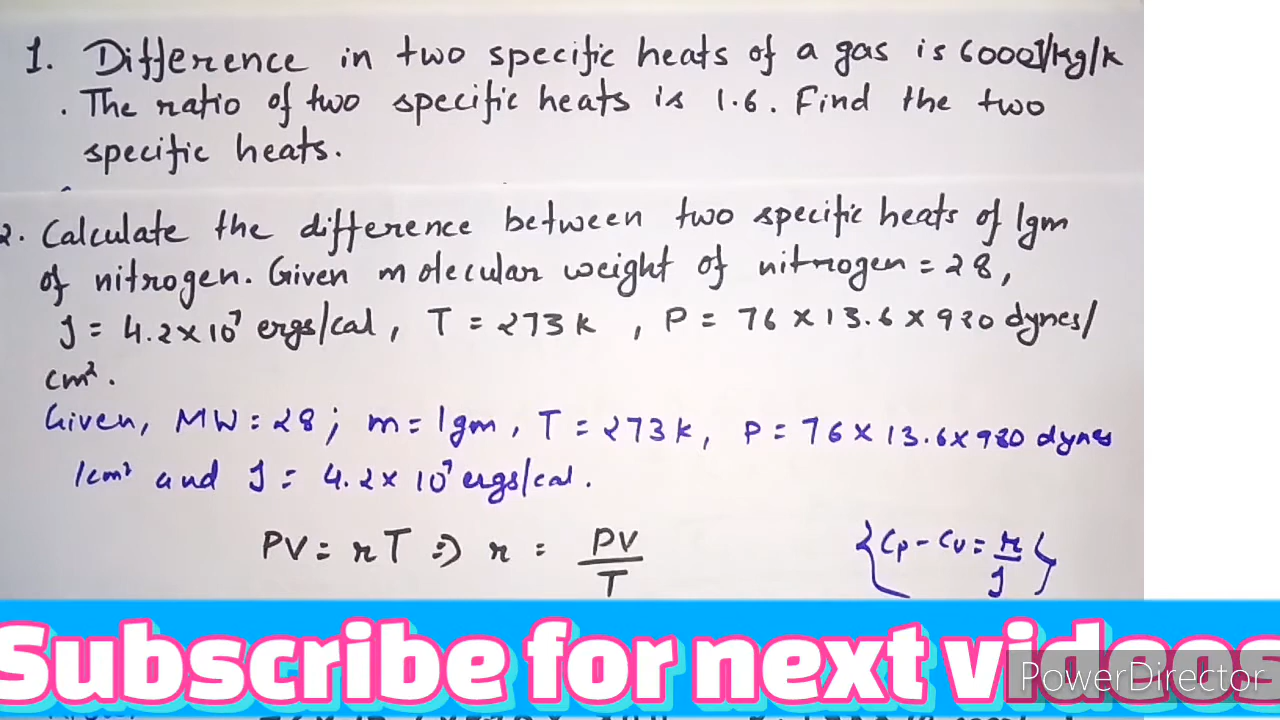 1. Difference in two specific heats of a gas is 6000J/kg/k
. The ratio of two specific heats is 1.6. Find the two
specific heats.
2. Calculate the difference between two specific heats of 1gm
of nitrogen. Given molecular weight of nitrogen = 28,
J = 4.2 × 10⁷ ergs/cal, T = 273 k, P = 76 × 13.6 × 980 dynes/
cm².
Given, MW = 28; m = 1gm, T = 273 k, P = 76 × 13.6 × 980 dynes
/cm² and J = 4.2 × 10⁷ ergs/cal.
PV = rT ⇒ r = PV/T {Cp - Cv = r/J}
Subscribe for next videos
PowerDirector